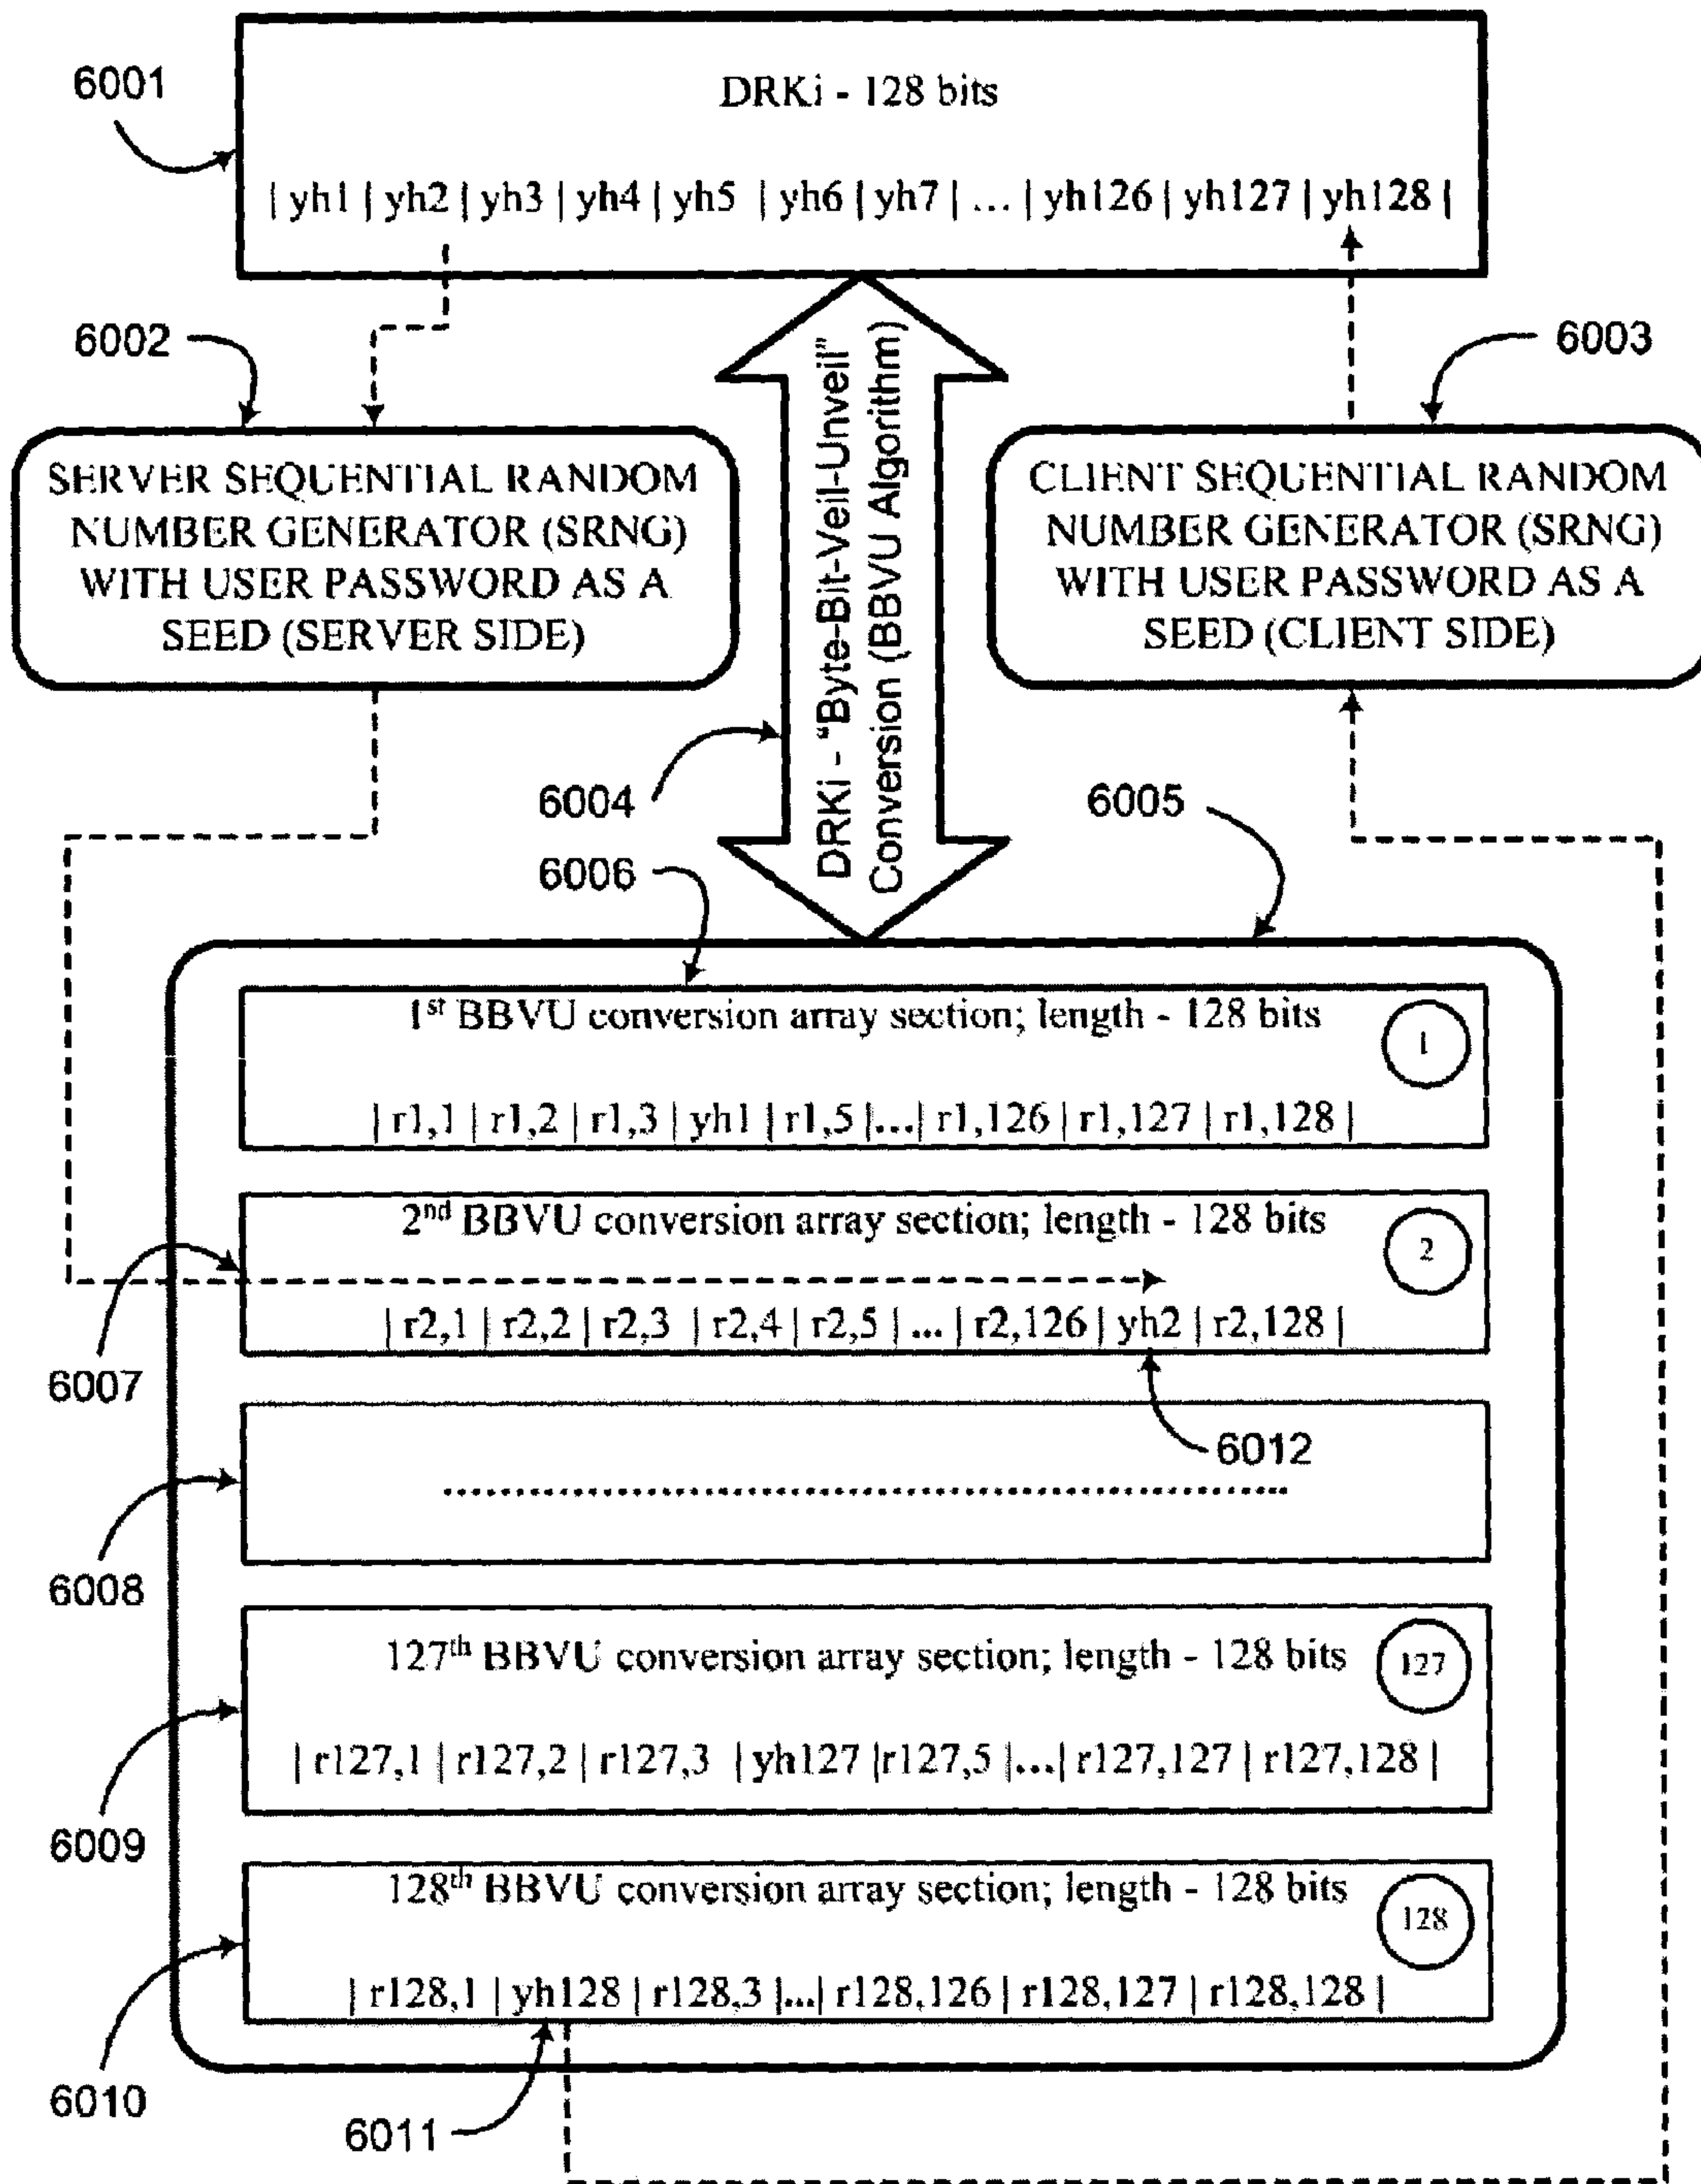 6001
DRKi - 128 bits
| yh1 | yh2 | yh3 | yh4 | yh5 | yh6 | yh7 | ... | yh126 | yh127 | yh128 |
6002
6003
SERVER SEQUENTIAL RANDOM
NUMBER GENERATOR (SRNG)
WITH USER PASSWORD AS A
SEED (SERVER SIDE)
DRKi - "Byte-Bit-Veil-Unveil"
Conversion (BBVU Algorithm)
CLIENT SEQUENTIAL RANDOM
NUMBER GENERATOR (SRNG)
WITH USER PASSWORD AS A
SEED (CLIENT SIDE)
6004
6005
6006
1st BBVU conversion array section; length - 128 bits
1
| r1,1 | r1,2 | r1,3 | yh1 | r1,5 |...| r1,126 | r1,127 | r1,128 |
2nd BBVU conversion array section; length - 128 bits
2
| r2,1 | r2,2 | r2,3 | r2,4 | r2,5 | ... | r2,126 | yh2 | r2,128 |
6007
6012
6008
127th BBVU conversion array section; length - 128 bits
127
| r127,1 | r127,2 | r127,3 | yh127 |r127,5 |...| r127,127 | r127,128 |
6009
128th BBVU conversion array section; length - 128 bits
128
| r128,1 | yh128 | r128,3 |...| r128,126 | r128,127 | r128,128 |
6010
6011